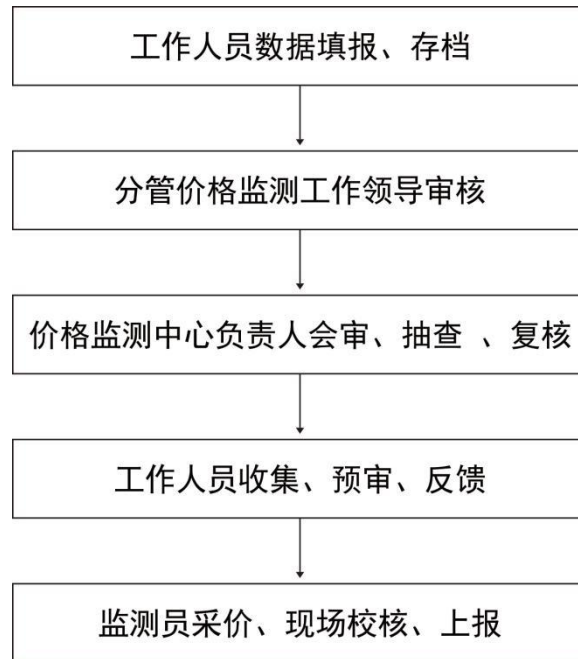 工作人员数据填报、存档
分管价格监测工作领导审核
价格监测中心负责人会审、抽查 、复核
工作人员收集、预审、反馈
监测员采价、现场校核、上报